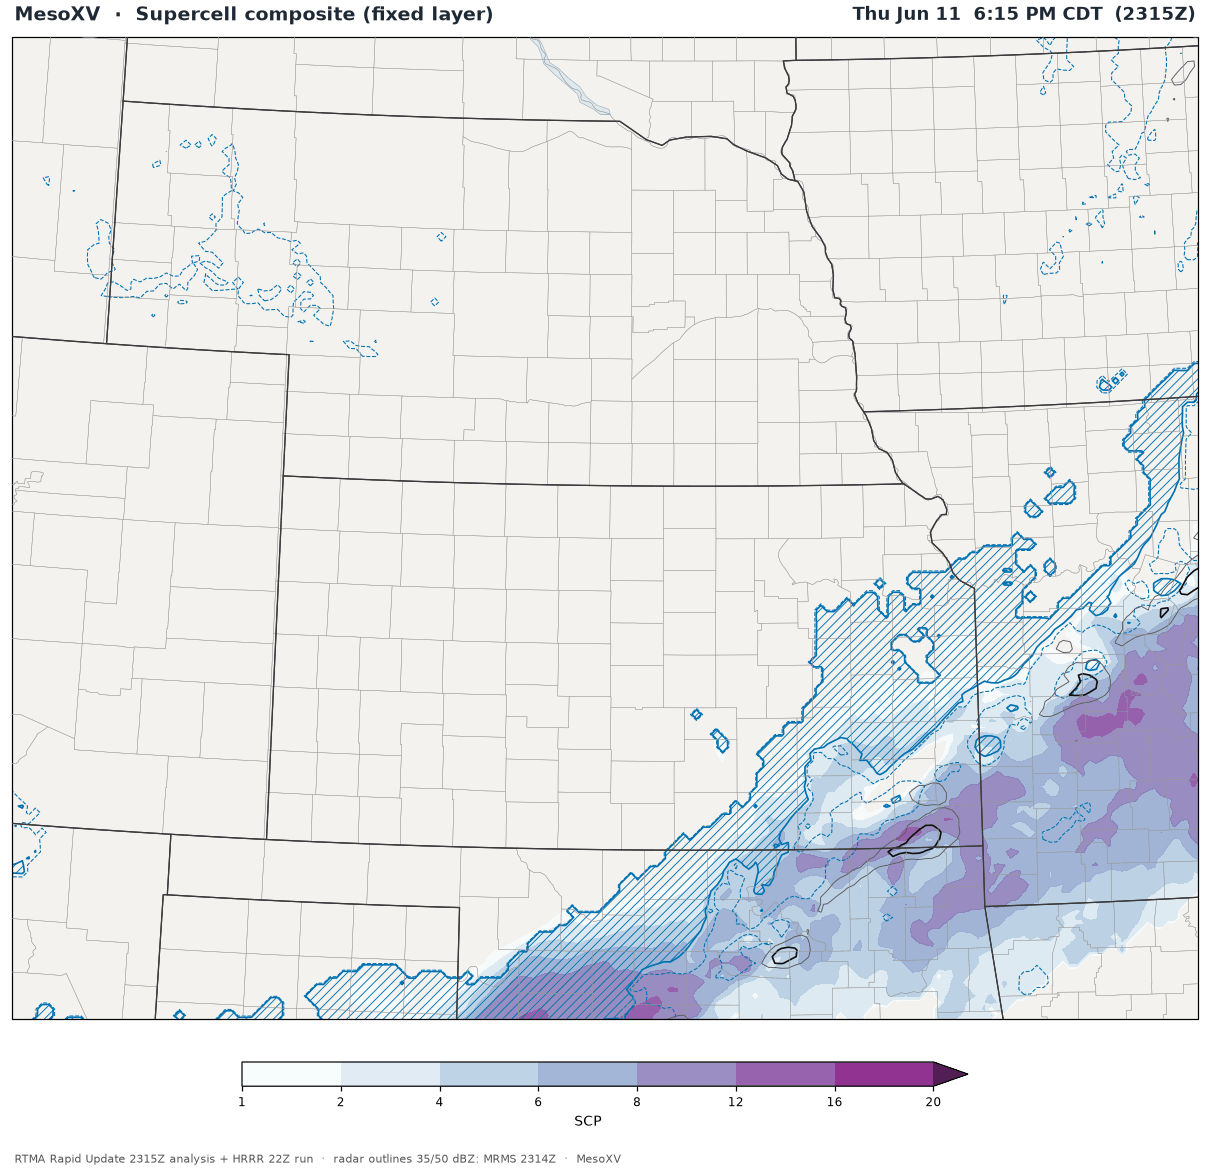 MesoXV · Supercell composite (fixed layer)
Thu Jun 11 6:15 PM CDT (2315Z)
1 2 4 6 8 12 16 20
SCP
RTMA Rapid Update 2315Z analysis + HRRR 22Z run · radar outlines 35/50 dBZ: MRMS 2314Z · MesoXV